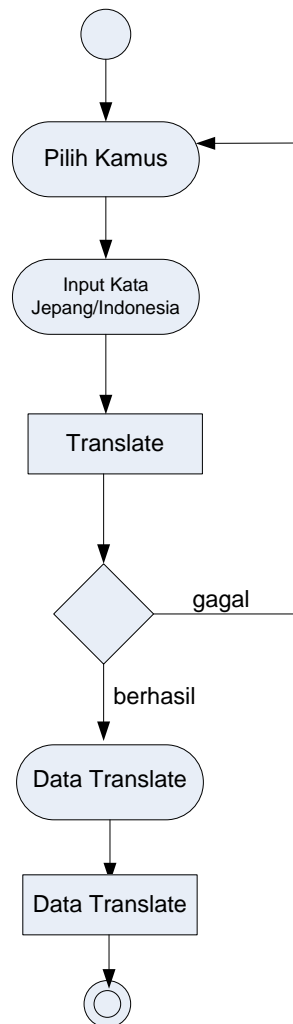 Pilih Kamus
Input Kata
Jepang/Indonesia
Translate
gagal
berhasil
Data Translate
Data Translate